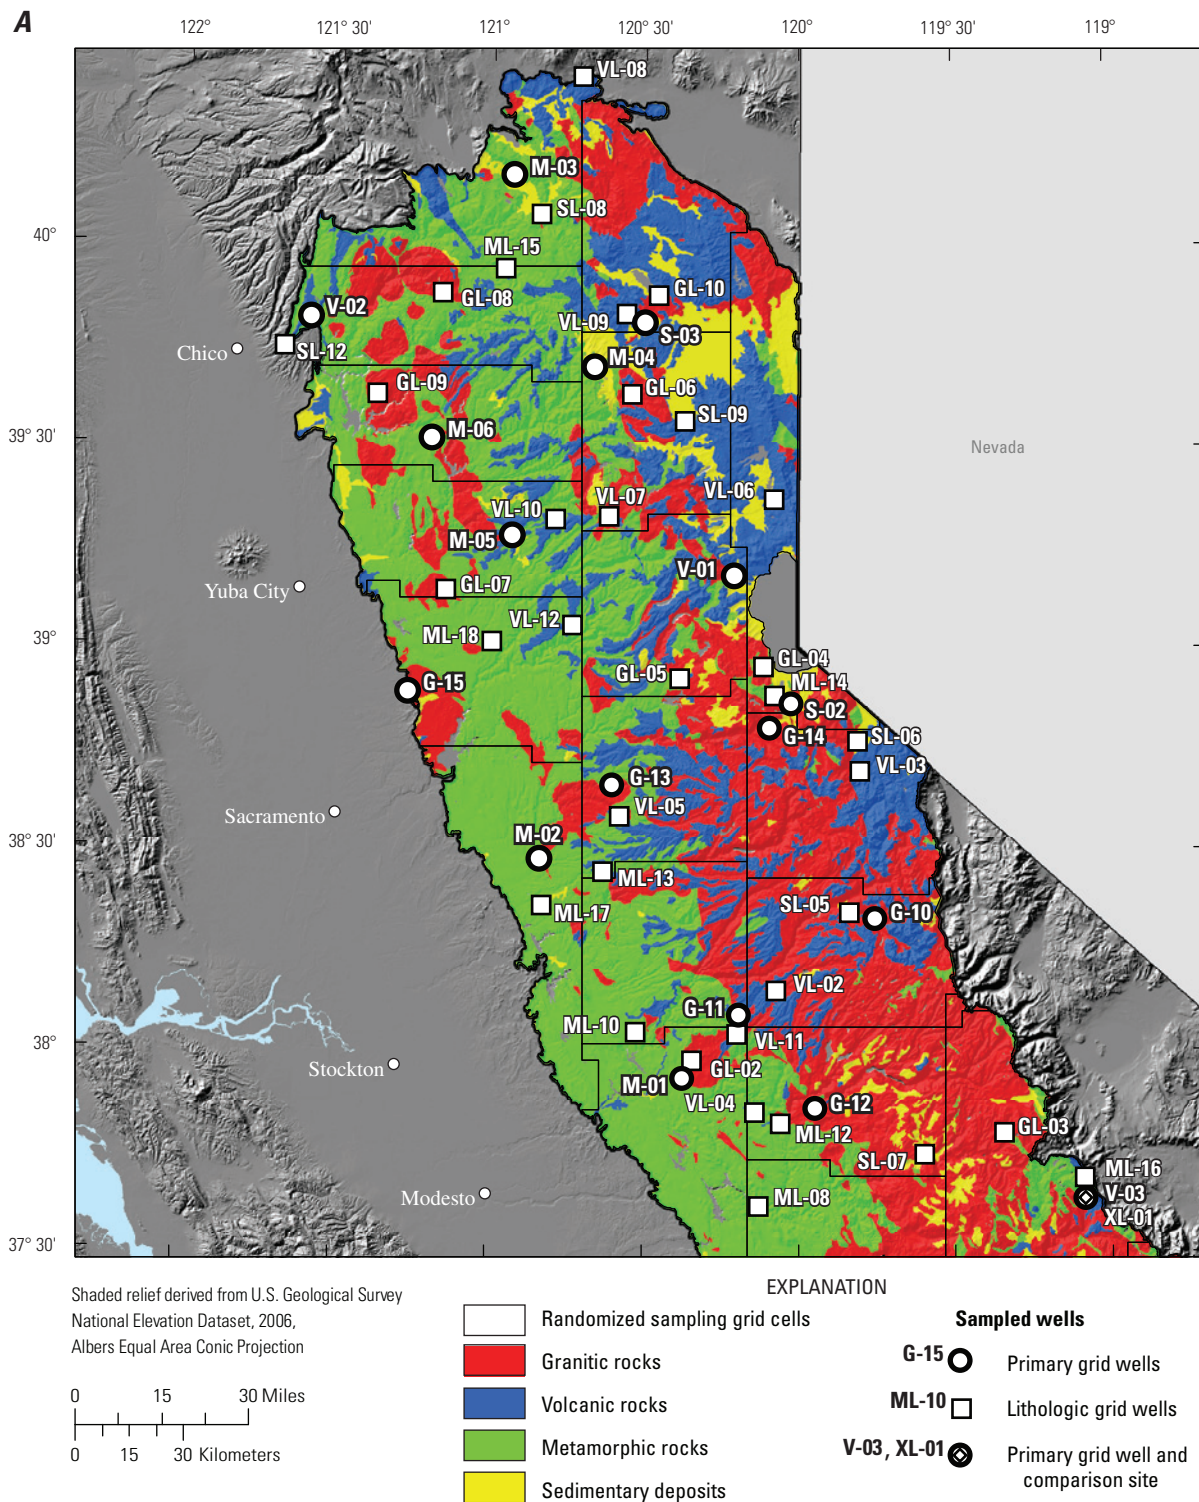 A
122°
121° 30'
121°
120° 30'
120°
119° 30'
119°
VL-08
M-03
SL-08
40°
ML-15
GL-08
GL-10
V-02
VL-09
S-03
SL-12
Chico
M-04
GL-09
GL-06
SL-09
M-06
39° 30'
Nevada
VL-06
VL-07
VL-10
M-05
V-01
GL-07
Yuba City
VL-12
ML-18
39°
GL-04
GL-05
ML-14
G-15
S-02
G-14
SL-06
VL-03
G-13
VL-05
Sacramento
M-02
38° 30'
ML-13
SL-05
G-10
ML-17
VL-02
G-11
ML-10
VL-11
38°
GL-02
Stockton
M-01
VL-04
G-12
ML-12
GL-03
SL-07
ML-16
Modesto
ML-08
V-03
XL-01
37° 30'
Shaded relief derived from U.S. Geological Survey
National Elevation Dataset, 2006,
Albers Equal Area Conic Projection
0 15 30 Miles
0 15 30 Kilometers
EXPLANATION
Randomized sampling grid cells
Granitic rocks
Volcanic rocks
Metamorphic rocks
Sedimentary deposits
Sampled wells
G-15 Primary grid wells
ML-10 Lithologic grid wells
V-03, XL-01 Primary grid well and
comparison site